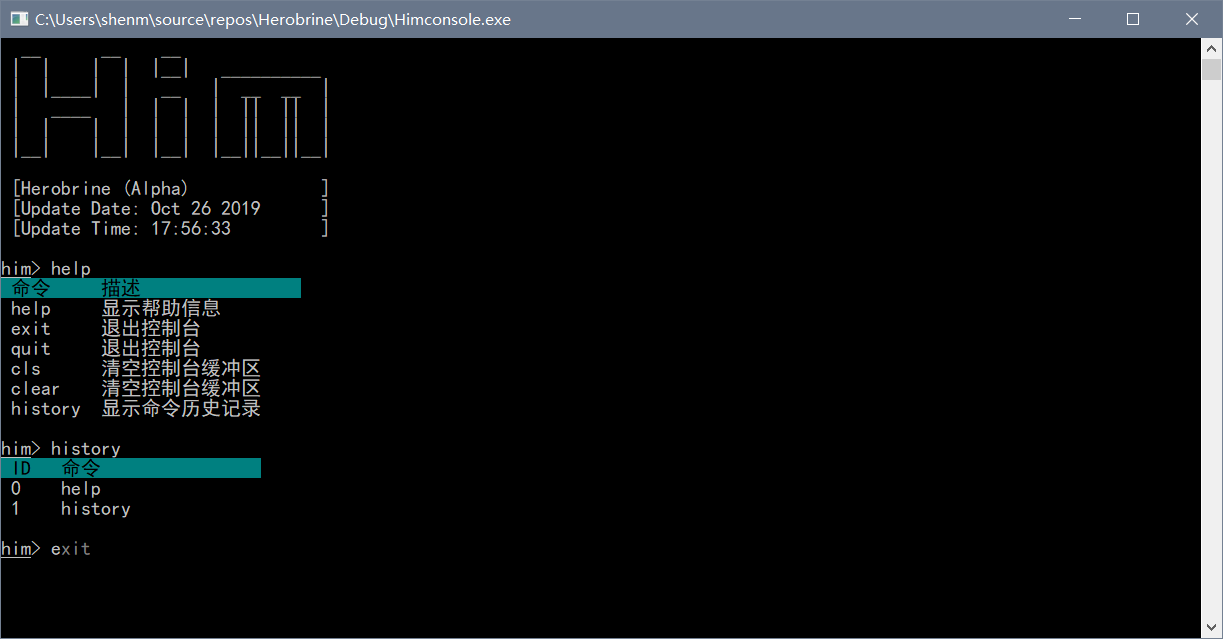 C:\Users\shenm\source\repos\Herobrine\Debug\Himconsole.exe
Him
[Herobrine (Alpha) ]
[Update Date: Oct 26 2019 ]
[Update Time: 17:56:33 ]
him> help
命令 描述
help 显示帮助信息
exit 退出控制台
quit 退出控制台
cls 清空控制台缓冲区
clear 清空控制台缓冲区
history 显示命令历史记录
him> history
ID 命令
0 help
1 history
him> exit